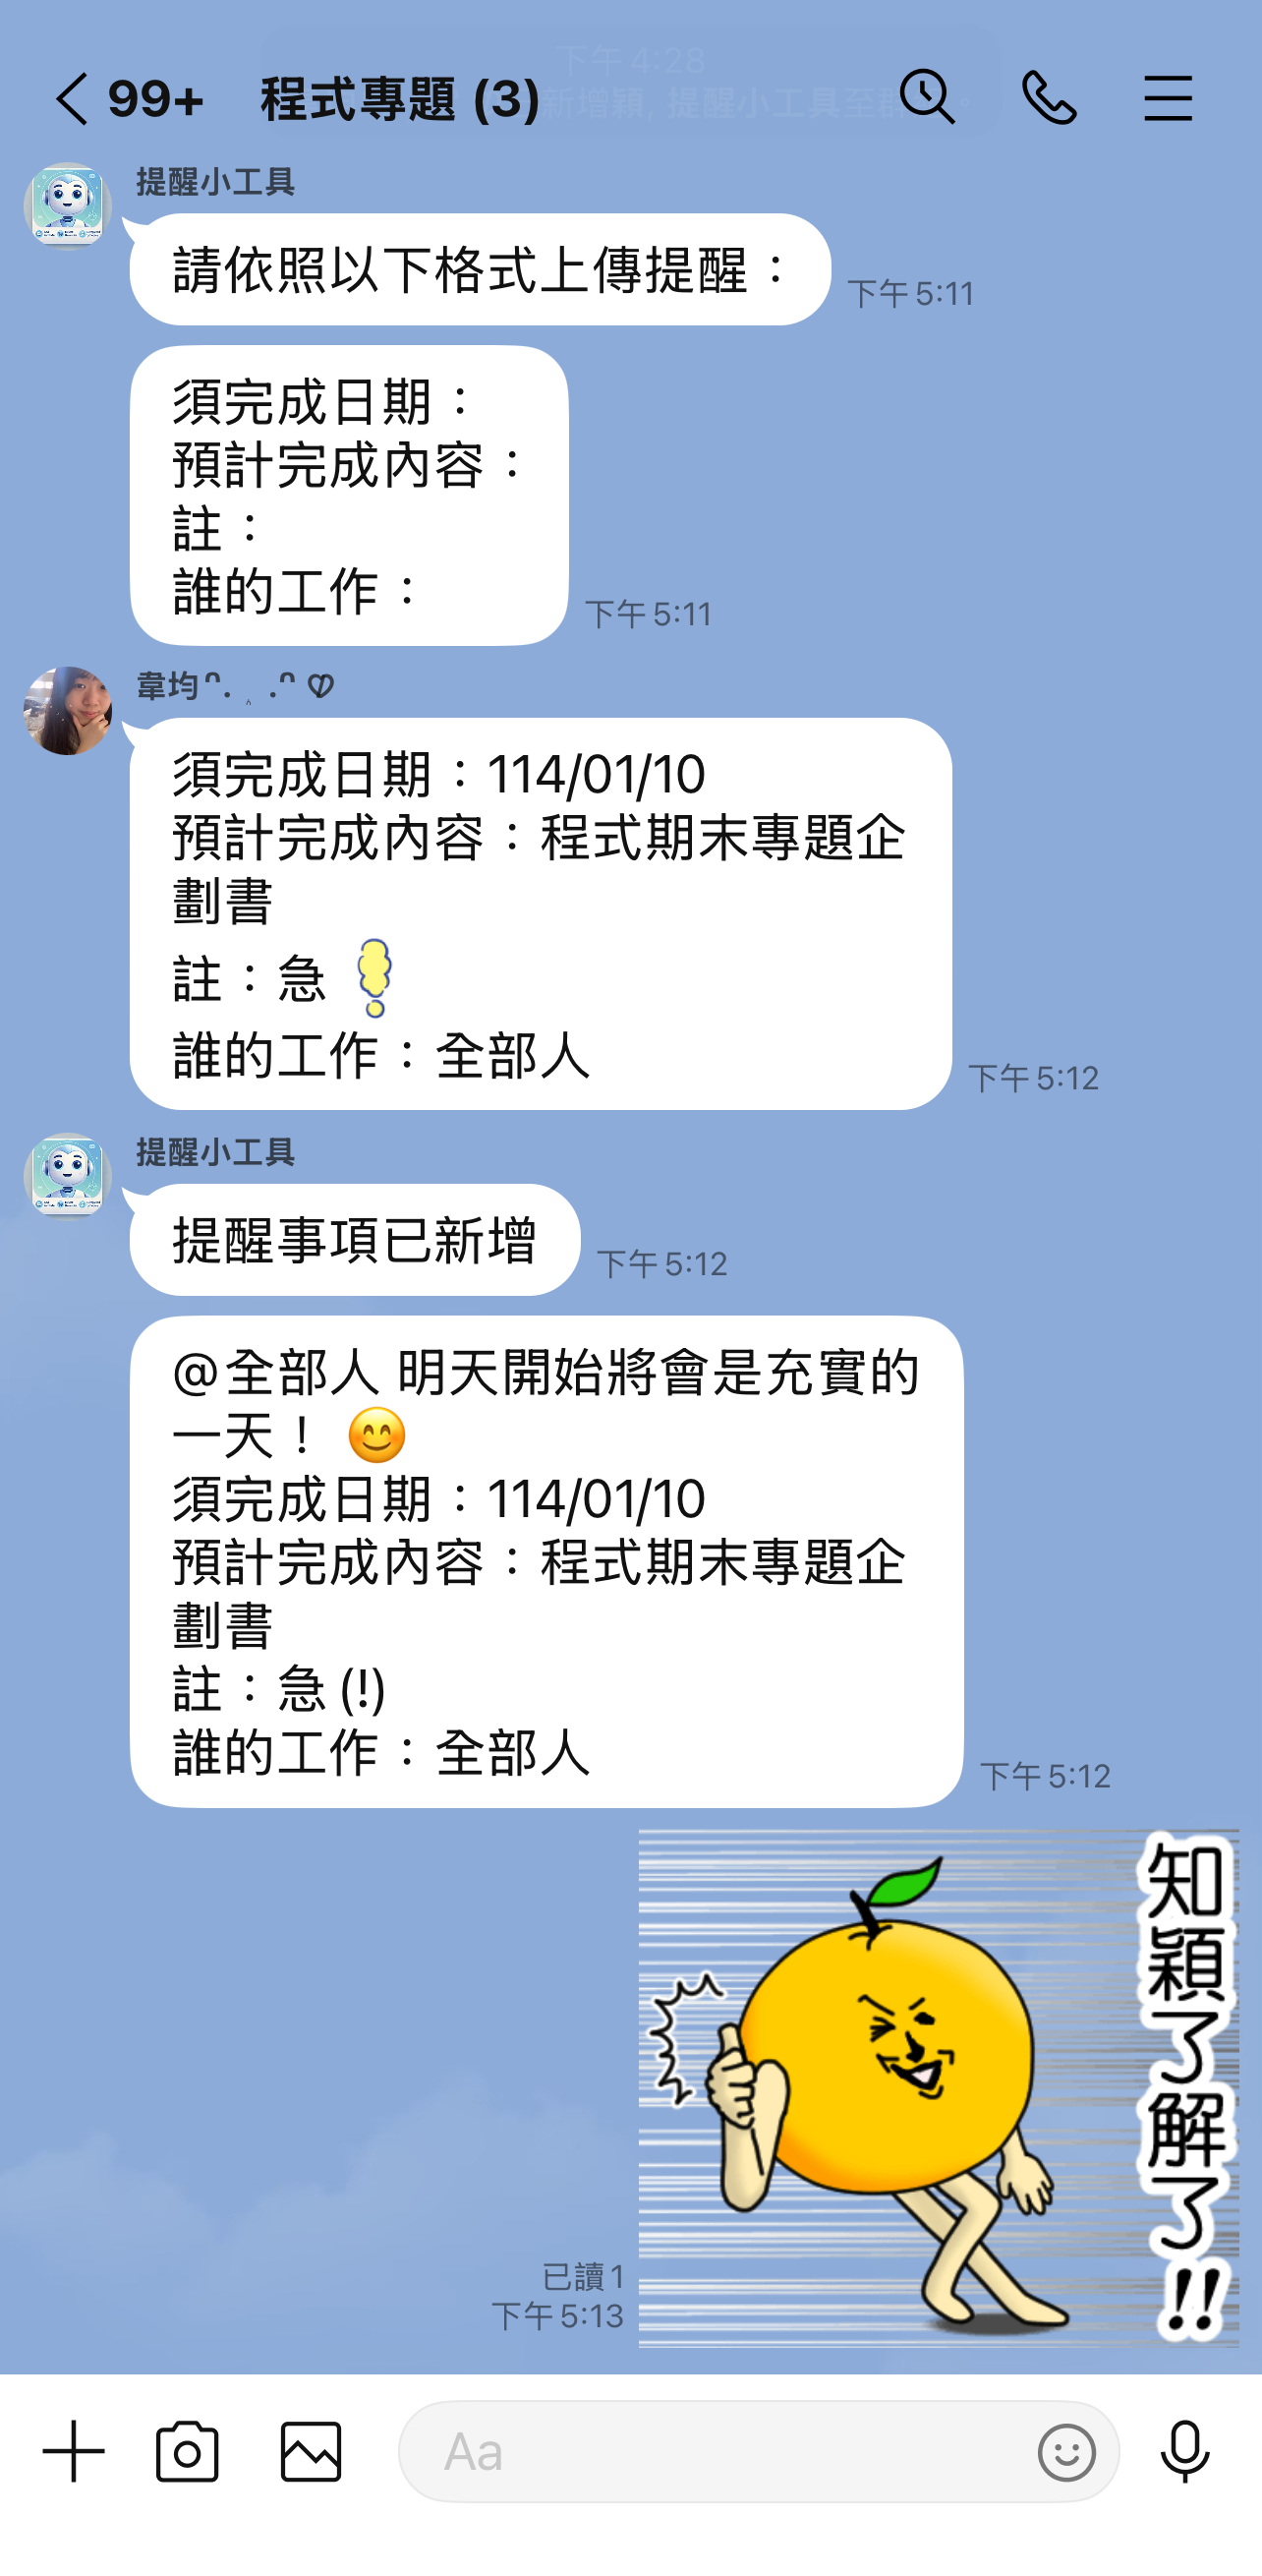 下午 4:28
新增穎, 提醒小工具至群
99+ 程式專題 (3)
提醒小工具
請依照以下格式上傳提醒：
下午 5:11
須完成日期：
預計完成內容：
註：
誰的工作：
下午 5:11
韋均
須完成日期：114/01/10
預計完成內容：程式期末專題企
劃書
註：急
誰的工作：全部人
下午 5:12
提醒小工具
提醒事項已新增
下午 5:12
@全部人 明天開始將會是充實的
一天！ 😊
須完成日期：114/01/10
預計完成內容：程式期末專題企
劃書
註：急 (!)
誰的工作：全部人
下午 5:12
知穎了解了!!
已讀 1
下午 5:13
Aa